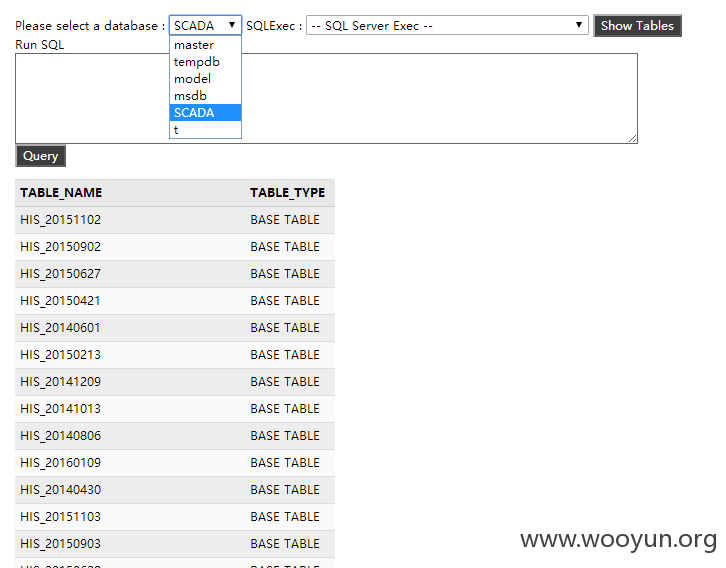 Please select a database : SCADA SQLExec : -- SQL Server Exec -- Show Tables
Run SQL
master
tempdb
model
msdb
SCADA
t
Query
TABLE_NAME TABLE_TYPE
HIS_20151102 BASE TABLE
HIS_20150902 BASE TABLE
HIS_20150627 BASE TABLE
HIS_20150421 BASE TABLE
HIS_20140601 BASE TABLE
HIS_20150213 BASE TABLE
HIS_20141209 BASE TABLE
HIS_20141013 BASE TABLE
HIS_20140806 BASE TABLE
HIS_20160109 BASE TABLE
HIS_20140430 BASE TABLE
HIS_20151103 BASE TABLE
HIS_20150903 BASE TABLE
www.wooyun.org